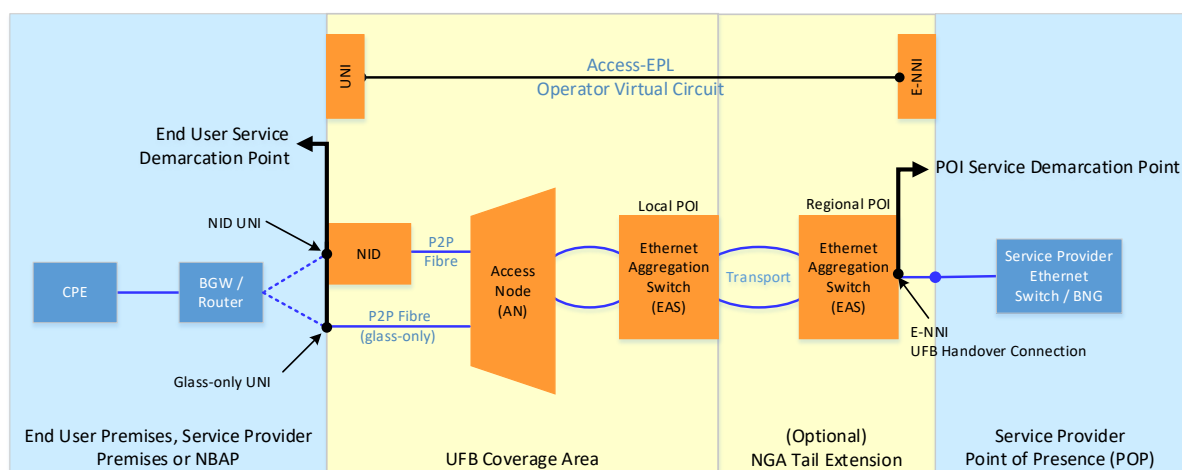 UNI
Access-EPL
Operator Virtual Circuit
E-NNI
End User Service
Demarcation Point
POI Service Demarcation Point
NID UNI
Local POI
Regional POI
CPE
BGW /
Router
NID
P2P
Fibre
P2P Fibre
(glass-only)
Access
Node
(AN)
Ethernet
Aggregation
Switch
(EAS)
Transport
Ethernet
Aggregation
Switch
(EAS)
Service Provider
Ethernet
Switch / BNG
E-NNI
UFB Handover Connection
Glass-only UNI
End User Premises, Service Provider
Premises or NBAP
UFB Coverage Area
(Optional)
NGA Tail Extension
Service Provider
Point of Presence (POP)